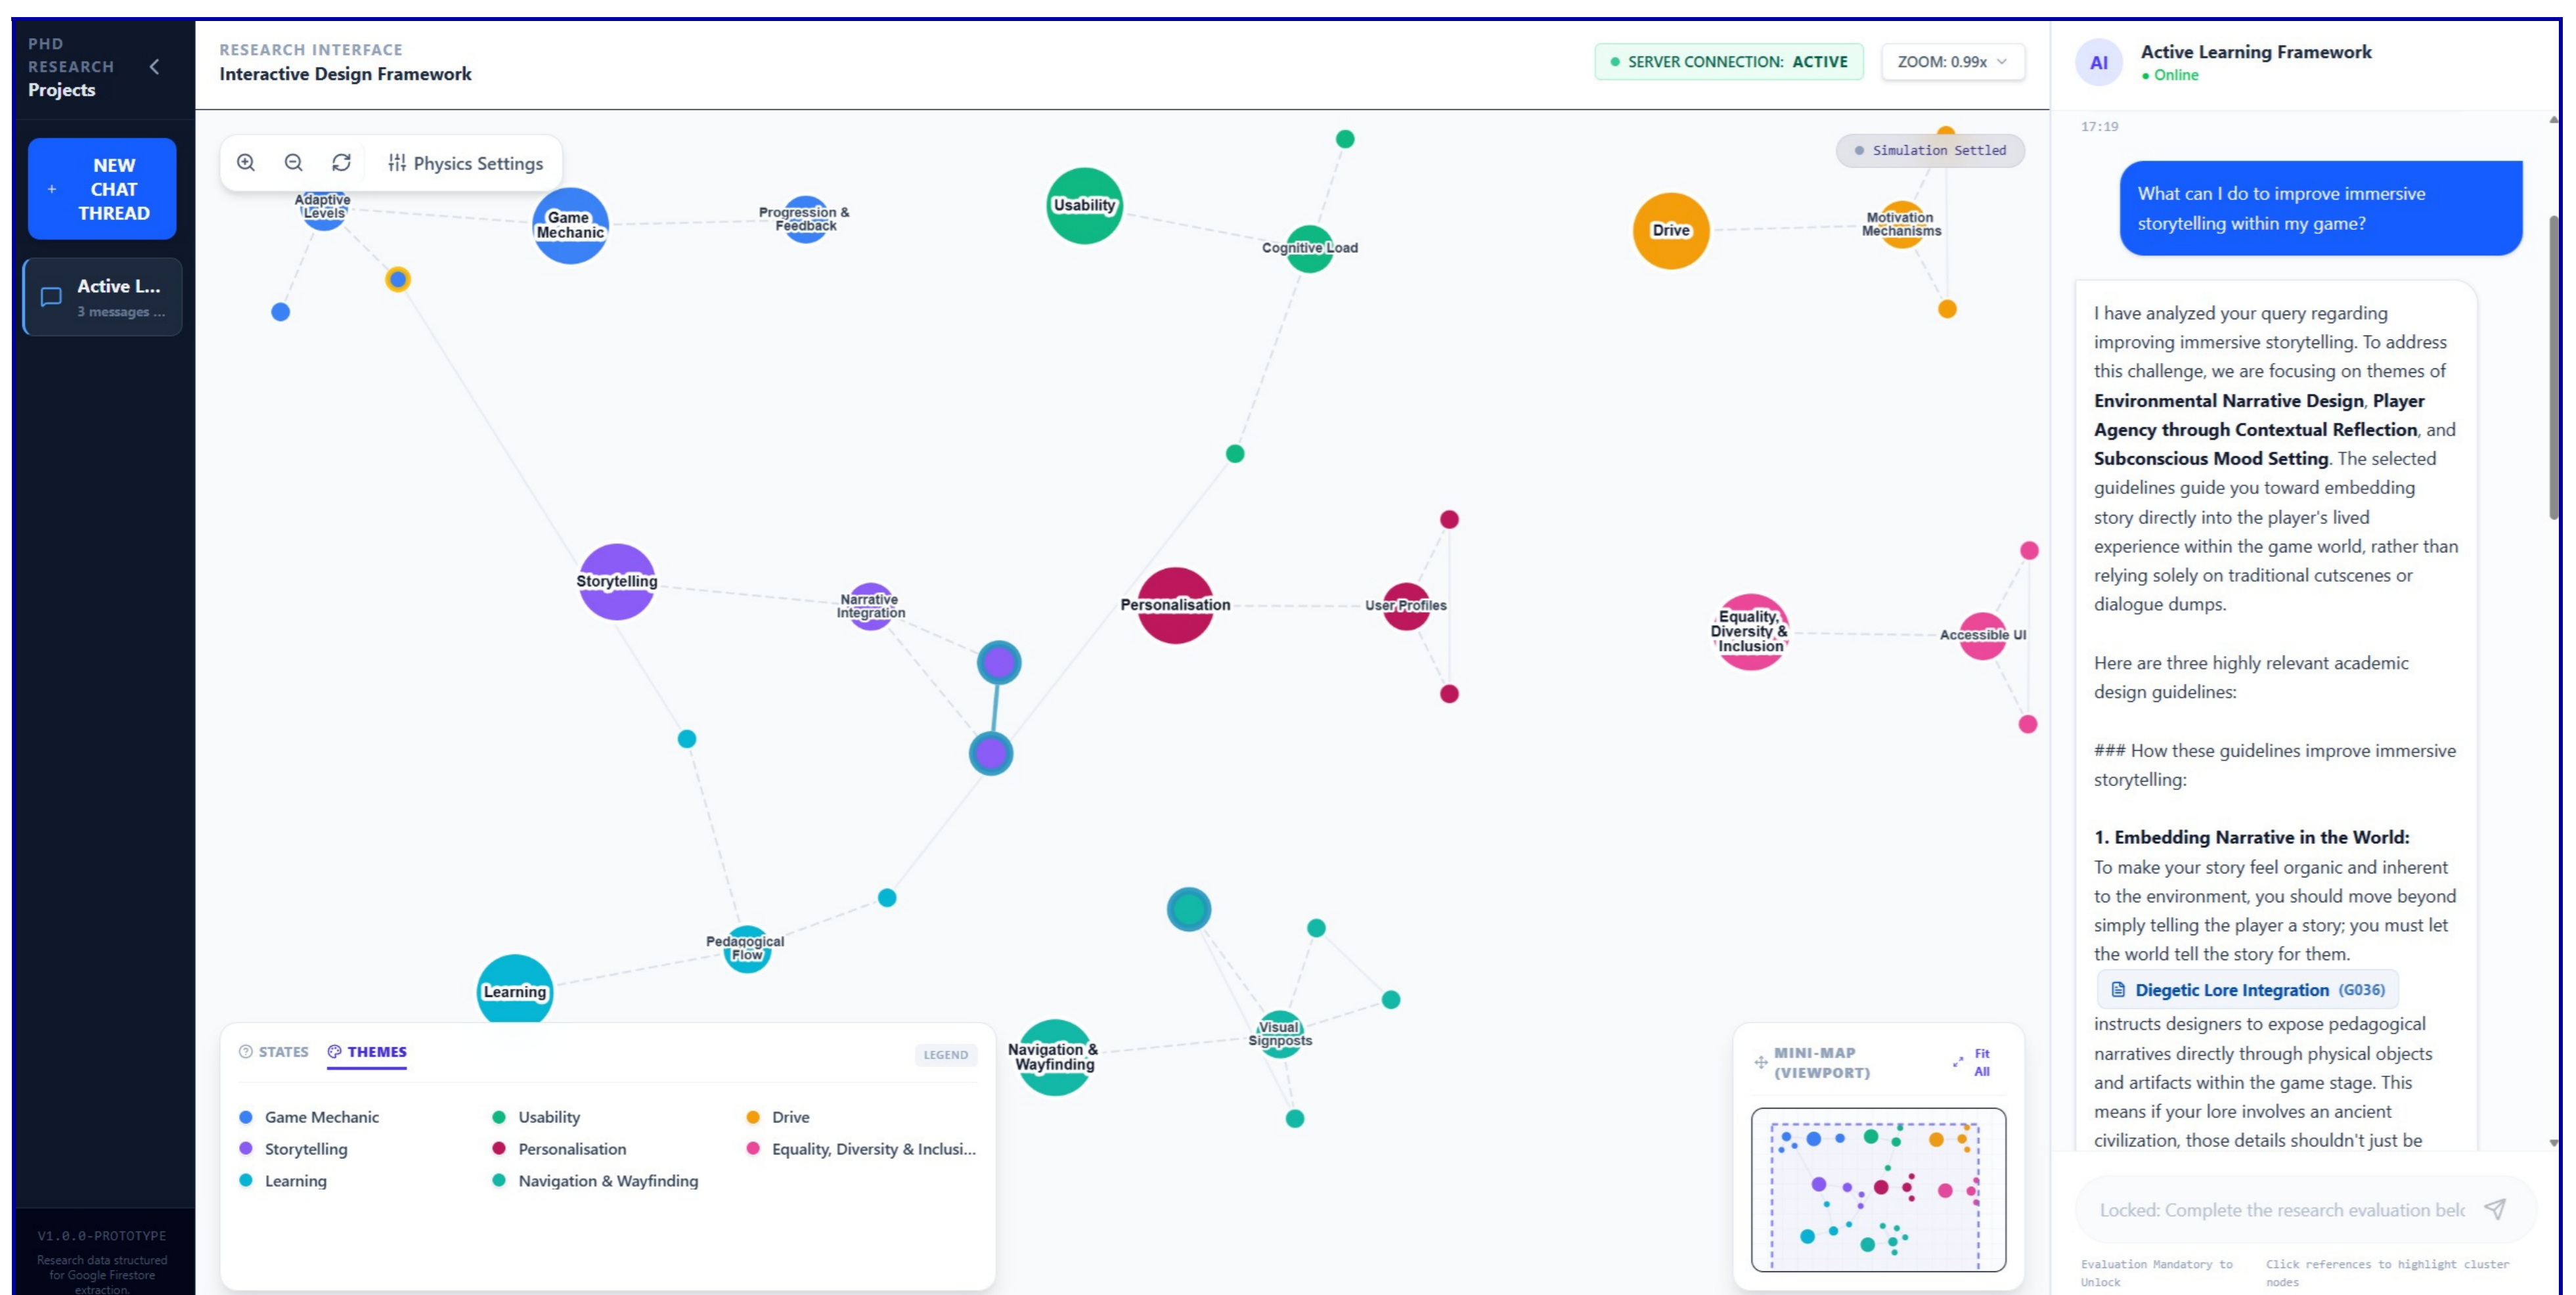 PHD
RESEARCH
Projects
+ NEW
CHAT
THREAD
Active L...
3 messages ...
V1.0.0-PROTOTYPE
Research data structured
for Google Firestore
extraction.
RESEARCH INTERFACE
Interactive Design Framework
SERVER CONNECTION: ACTIVE
ZOOM: 0.99x
Physics Settings
Simulation Settled
Adaptive
Levels
Game
Mechanic
Progression &
Feedback
Usability
Cognitive Load
Drive
Motivation
Mechanisms
Storytelling
Narrative
Integration
Personalisation
User Profiles
Equality,
Diversity &
Inclusion
Accessible UI
Pedagogical
Flow
Learning
Navigation &
Wayfinding
Visual
Signposts
STATES
THEMES
LEGEND
Game Mechanic
Usability
Drive
Storytelling
Personalisation
Equality, Diversity & Inclusi...
Learning
Navigation & Wayfinding
MINI-MAP
(VIEWPORT)
Fit
All
AI
Active Learning Framework
Online
17:19
What can I do to improve immersive
storytelling within my game?
I have analyzed your query regarding
improving immersive storytelling. To address
this challenge, we are focusing on themes of
Environmental Narrative Design, Player
Agency through Contextual Reflection, and
Subconscious Mood Setting. The selected
guidelines guide you toward embedding
story directly into the player's lived
experience within the game world, rather than
relying solely on traditional cutscenes or
dialogue dumps.
Here are three highly relevant academic
design guidelines:
### How these guidelines improve immersive
storytelling:
1. Embedding Narrative in the World:
To make your story feel organic and inherent
to the environment, you should move beyond
simply telling the player a story; you must let
the world tell the story for them.
Diegetic Lore Integration (G036)
instructs designers to expose pedagogical
narratives directly through physical objects
and artifacts within the game stage. This
means if your lore involves an ancient
civilization, those details shouldn't just be
Locked: Complete the research evaluation belc
Evaluation Mandatory to
Unlock
Click references to highlight cluster
nodes